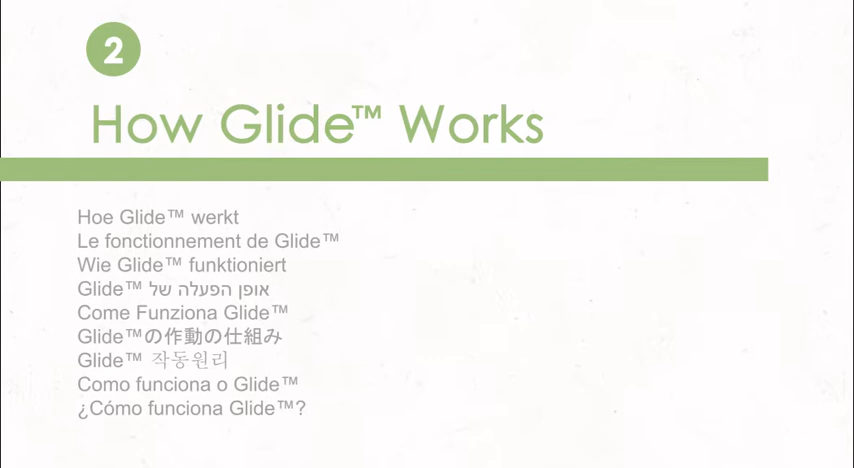 2
How Glide™ Works
Hoe Glide™ werkt
Le fonctionnement de Glide™
Wie Glide™ funktioniert
אופן הפעלה של Glide™
Come Funziona Glide™
Glide™の作動の仕組み
Glide™ 작동원리
Como funciona o Glide™
¿Cómo funciona Glide™?